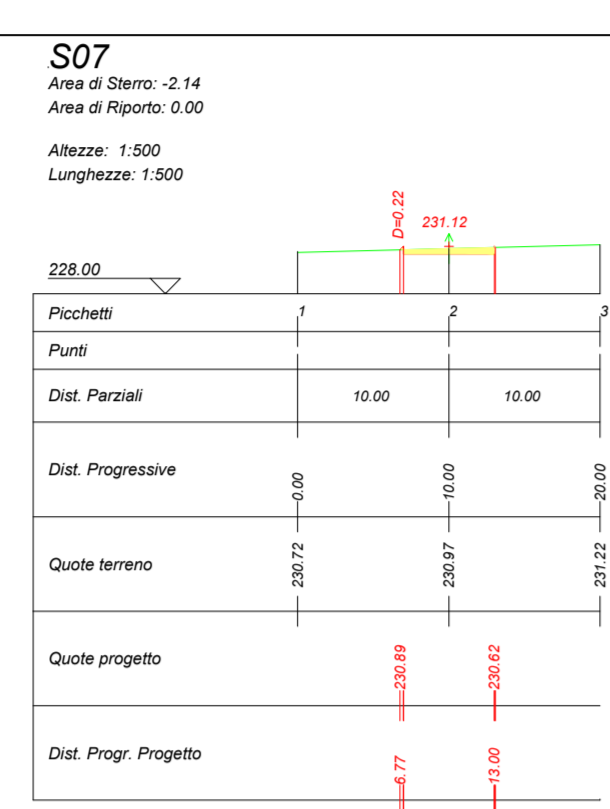 S07
Area di Sterro: -2.14
Area di Riporto: 0.00
Altezze: 1:500
Lunghezze: 1:500
D=0.22
231.12
228.00
Picchetti 1 2 3
Punti
Dist. Parziali 10.00 10.00
Dist. Progressive 0.00 10.00 20.00
Quote terreno 230.72 230.97 231.22
Quote progetto 230.89 230.62
Dist. Progr. Progetto 6.77 13.00